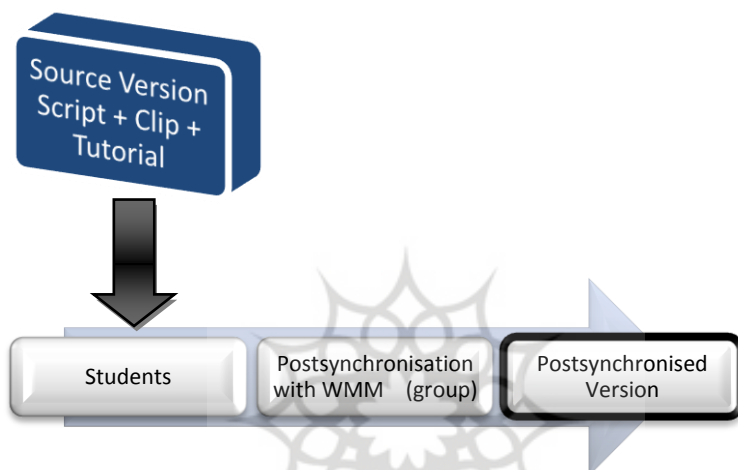 Source Version
Script + Clip +
Tutorial
Students
Postsynchronisation
with WMM (group)
Postsynchronised
Version